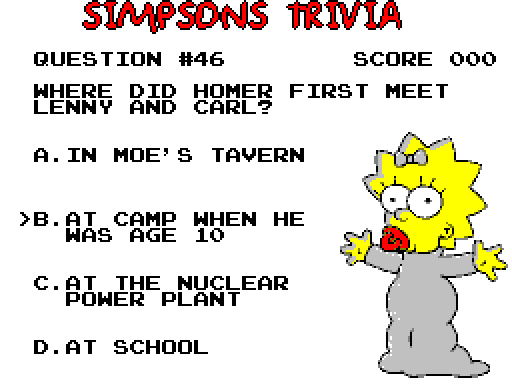 SIMPSONS TRIVIA
QUESTION #46 SCORE 000
WHERE DID HOMER FIRST MEET
LENNY AND CARL?
A.IN MOE'S TAVERN
>B.AT CAMP WHEN HE
WAS AGE 10
C.AT THE NUCLEAR
POWER PLANT
D.AT SCHOOL